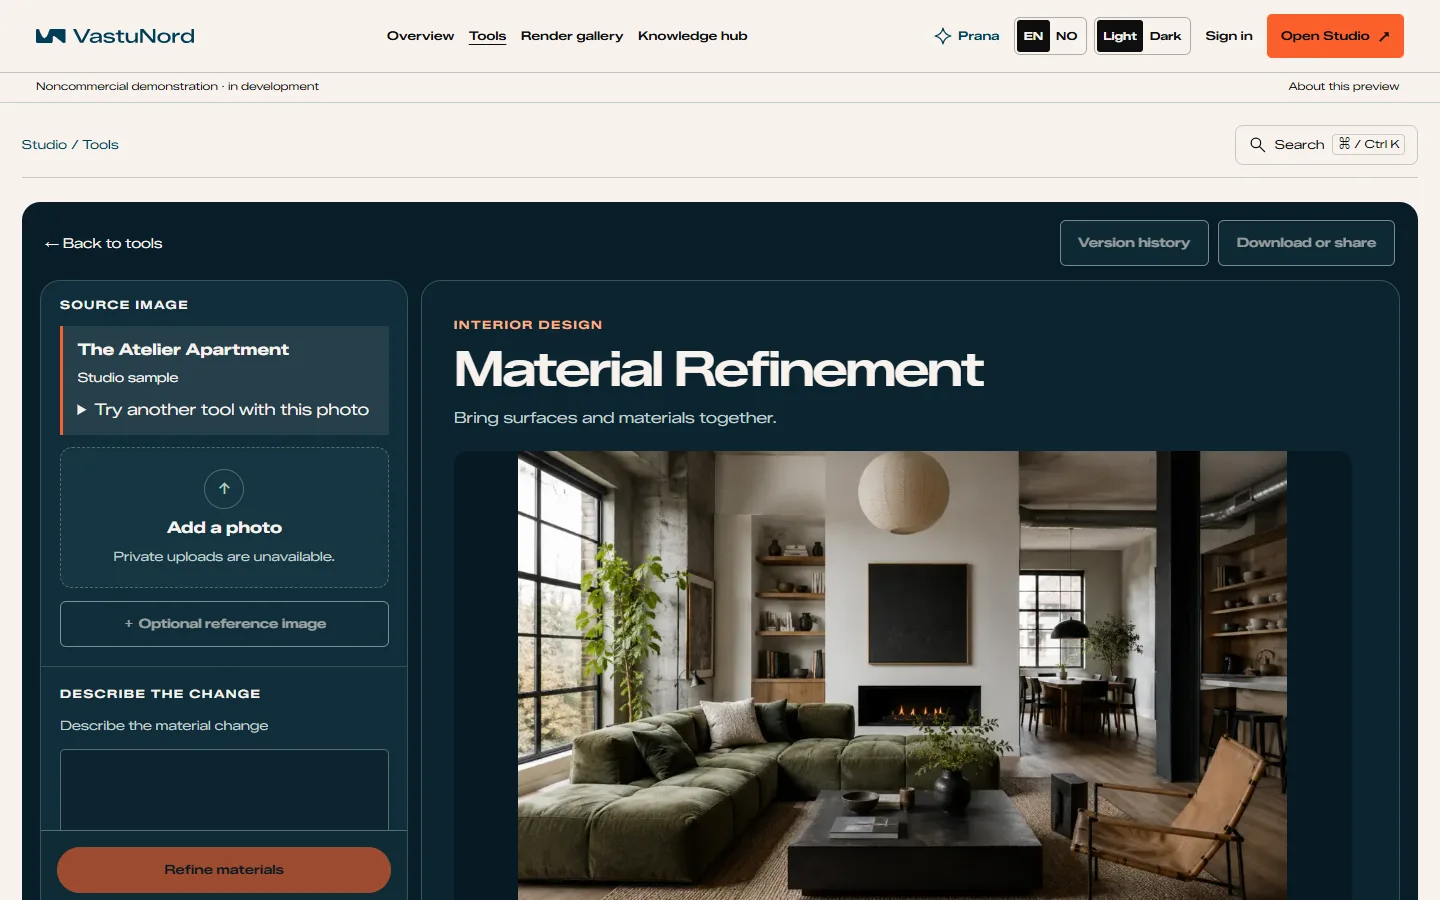 VastuNord
Overview Tools Render gallery Knowledge hub
Prana EN NO Light Dark Sign in Open Studio ↗
Noncommercial demonstration · in development
About this preview
Studio / Tools
Search ⌘ / Ctrl K
← Back to tools
Version history
Download or share
SOURCE IMAGE
The Atelier Apartment
Studio sample
▶ Try another tool with this photo
↑
Add a photo
Private uploads are unavailable.
+ Optional reference image
DESCRIBE THE CHANGE
Describe the material change
Refine materials
INTERIOR DESIGN
Material Refinement
Bring surfaces and materials together.